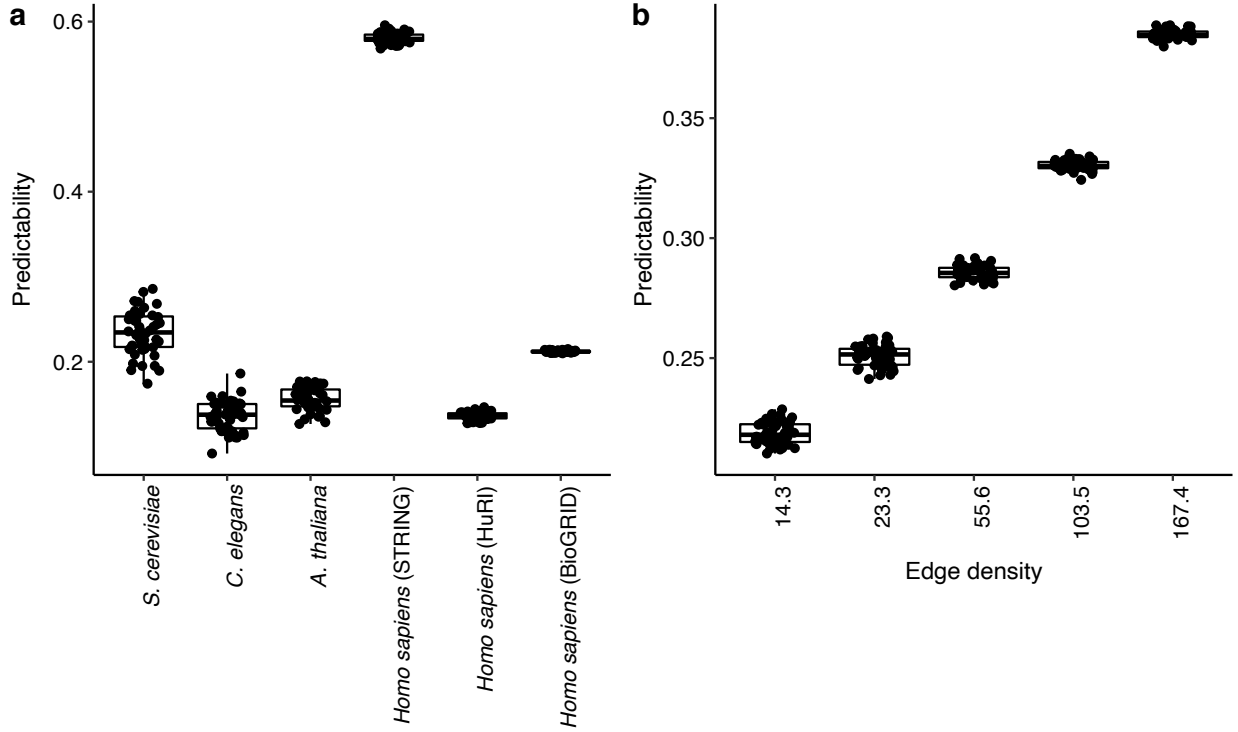 a
Predictability
0.6
0.4
0.2
S. cerevisiae
C. elegans
A. thaliana
Homo sapiens (STRING)
Homo sapiens (HuRI)
Homo sapiens (BioGRID)
b
Predictability
0.35
0.30
0.25
14.3
23.3
55.6
103.5
167.4
Edge density